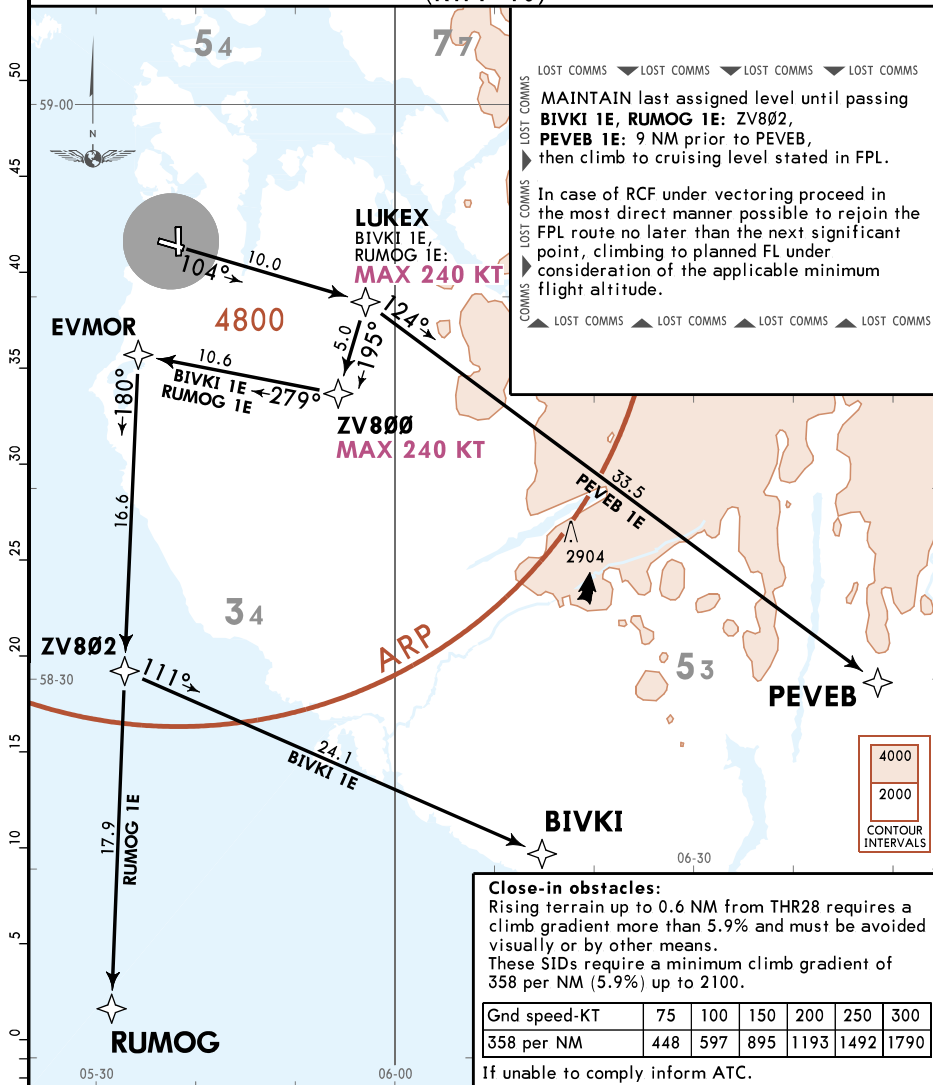 54
77
50
59-00
N
45
40
35
30
25
20
58-30
15
10
5
0
05-30
06-00
06-30
LOST COMMS LOST COMMS LOST COMMS LOST COMMS
LOST COMMS
LOST COMMS
COMMS
MAINTAIN last assigned level until passing
BIVKI 1E, RUMOG 1E: ZV8Ø2,
PEVEB 1E: 9 NM prior to PEVEB,
then climb to cruising level stated in FPL.
In case of RCF under vectoring proceed in
the most direct manner possible to rejoin the
FPL route no later than the next significant
point, climbing to planned FL under
consideration of the applicable minimum
flight altitude.
LOST COMMS LOST COMMS LOST COMMS LOST COMMS
LUKEX
BIVKI 1E,
RUMOG 1E:
MAX 240 KT
104°
10.0
4800
EVMOR
124°
5.0
195°
10.6
BIVKI 1E
RUMOG 1E
279°
180°
ZV8ØØ
MAX 240 KT
16.6
33.5
PEVEB 1E
2904
34
ARP
ZV8Ø2
111°
53
PEVEB
24.1
BIVKI 1E
4000
2000
CONTOUR
INTERVALS
17.9
RUMOG 1E
BIVKI
RUMOG
Close-in obstacles:
Rising terrain up to 0.6 NM from THR28 requires a
climb gradient more than 5.9% and must be avoided
visually or by other means.
These SIDs require a minimum climb gradient of
358 per NM (5.9%) up to 2100.
Gnd speed-KT 75 100 150 200 250 300
358 per NM 448 597 895 1193 1492 1790
If unable to comply inform ATC.